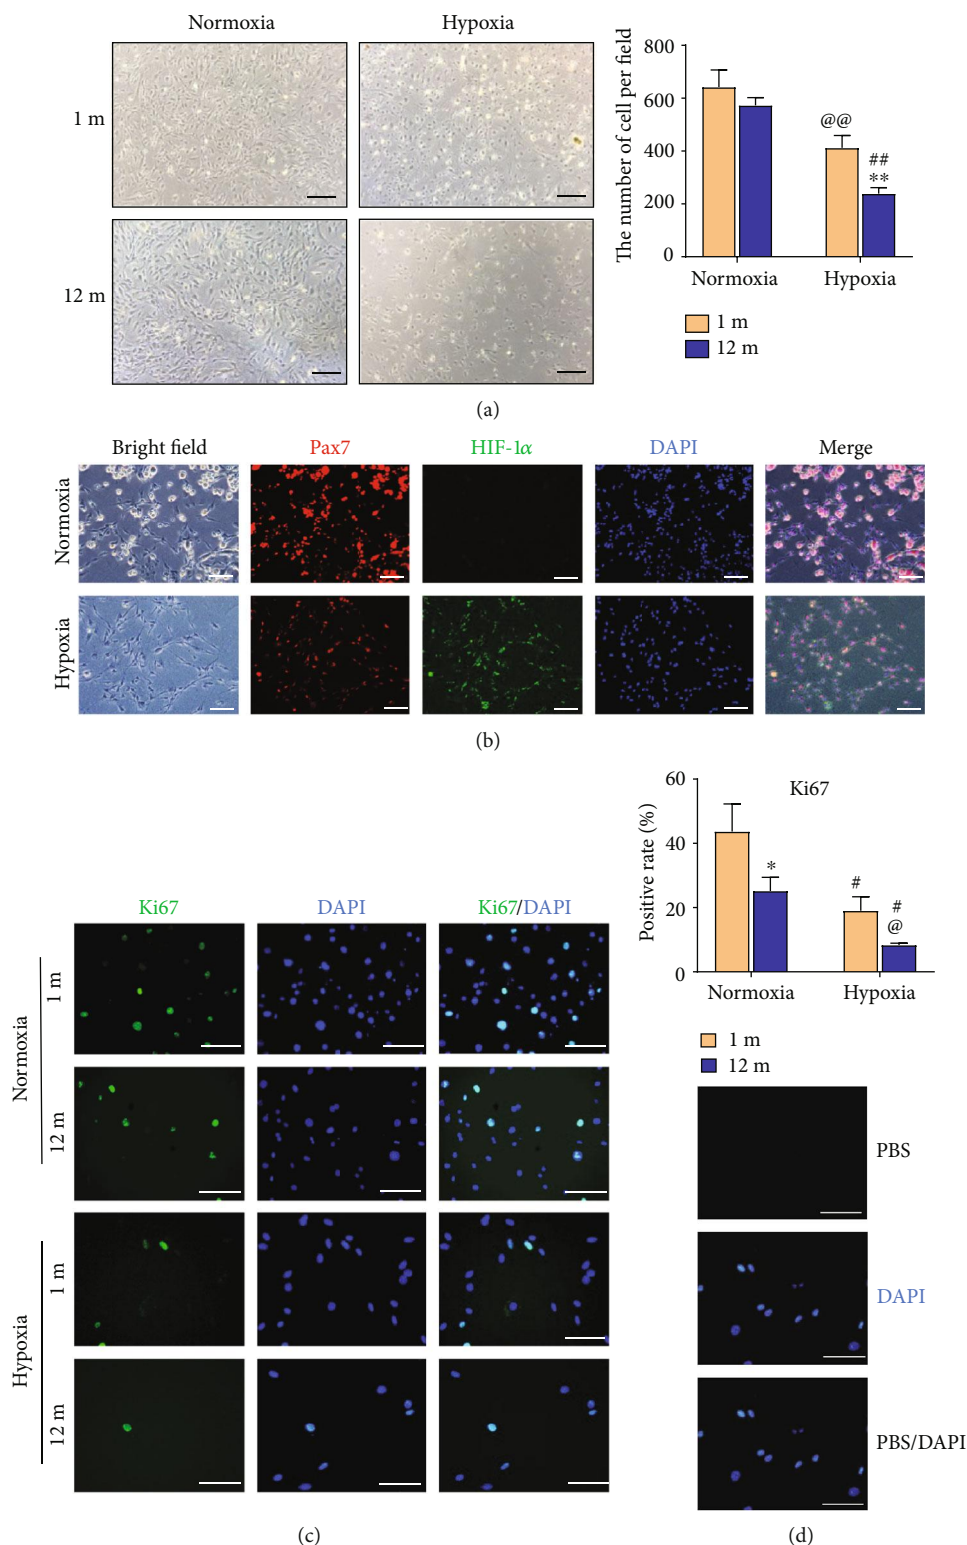 Normoxia
Hypoxia
1 m
12 m
The number of cell per field
800
600
400
200
0
@@
##
**
Normoxia
Hypoxia
1 m
12 m
(a)
Bright field
Pax7
HIF-1α
DAPI
Merge
Normoxia
Hypoxia
(b)
Ki67
DAPI
Ki67/DAPI
Normoxia
1 m
12 m
Hypoxia
1 m
12 m
(c)
Ki67
Positive rate (%)
60
40
20
0
*
#
#
@
Normoxia
Hypoxia
1 m
12 m
PBS
DAPI
PBS/DAPI
(d)